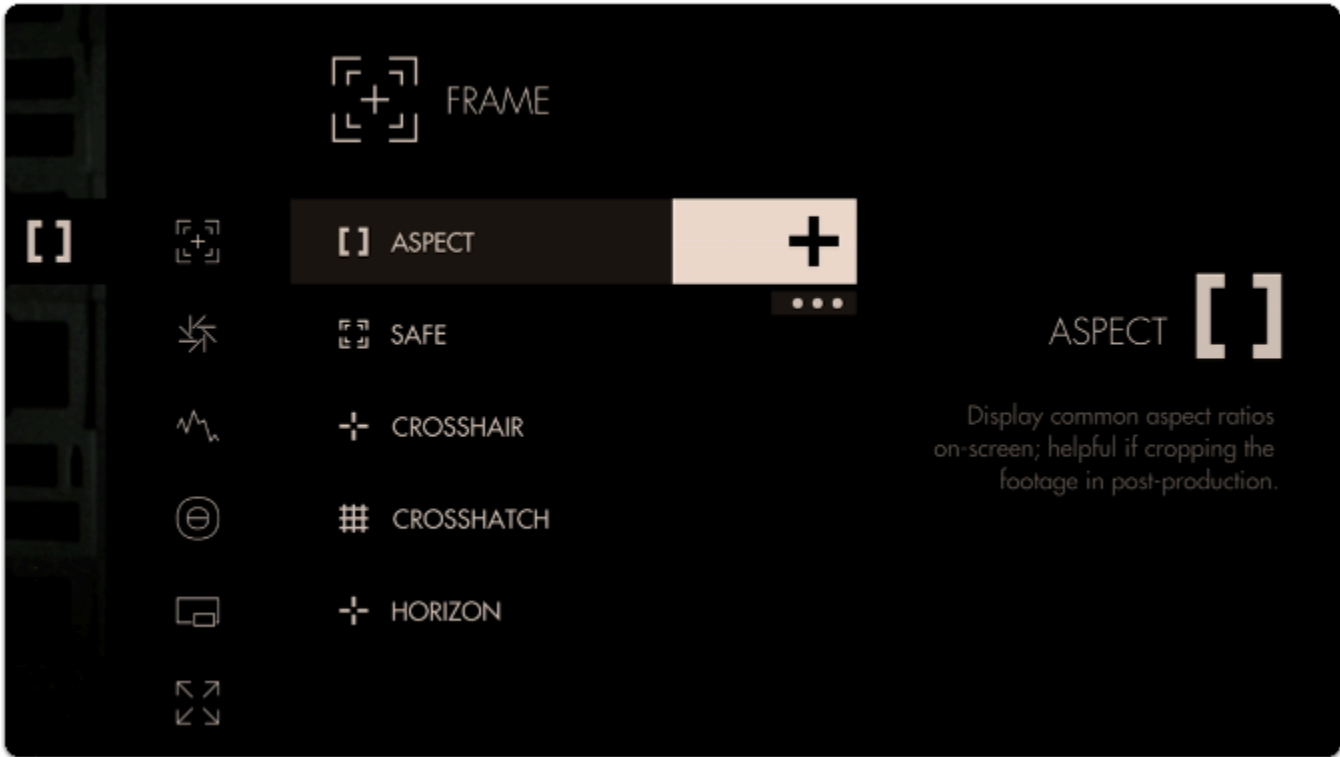 FRAME
ASPECT
SAFE
CROSSHAIR
CROSSHATCH
HORIZON
ASPECT
Display common aspect ratios
on-screen; helpful if cropping the
footage in post-production.